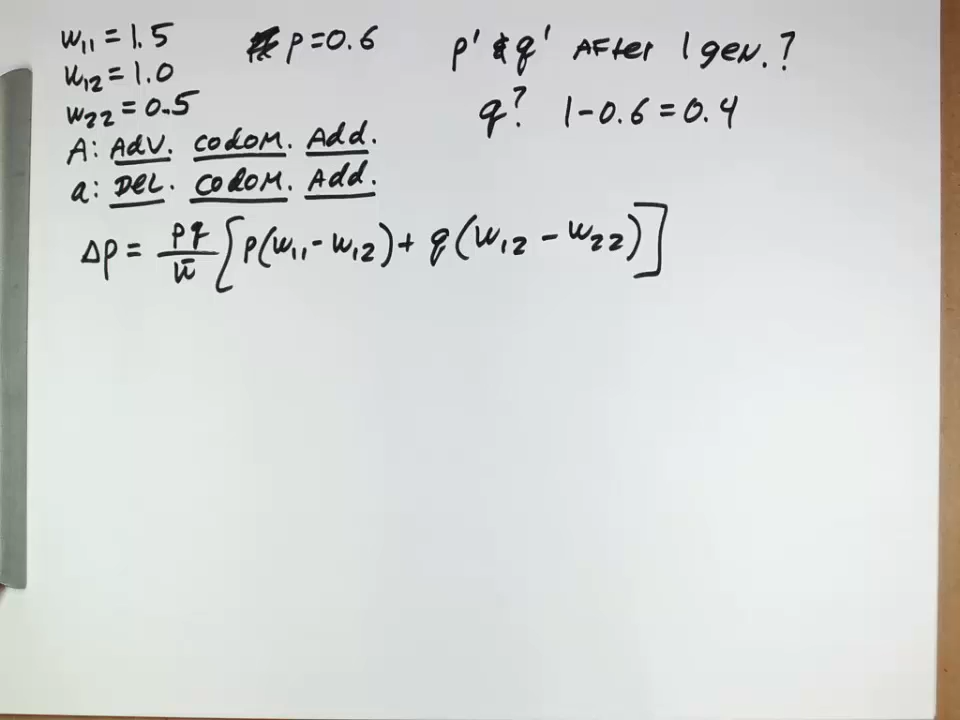 w₁₁ = 1.5
w₁₂ = 1.0
w₂₂ = 0.5
p = 0.6
p' & q' AFter 1 gen.?
q? 1 - 0.6 = 0.4
A: Adv. codom. Add.
a: DeL. codom. Add.
Δp = pq/w̄ [p(w₁₁ - w₁₂) + q(w₁₂ - w₂₂)]